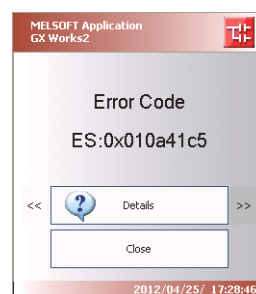 MELSOFT Application
GX Works2
Error Code
ES:0x010a41c5
<<
Details
>>
Close
2012/04/25/ 17:28:46